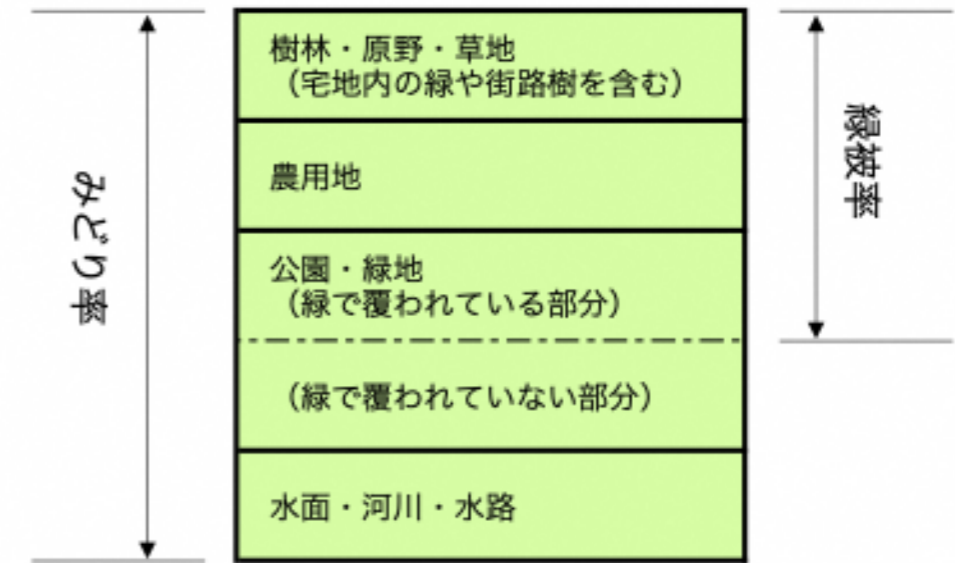 みどり率
樹林・原野・草地
（宅地内の緑や街路樹を含む）
農用地
公園・緑地
（緑で覆われている部分）
（緑で覆われていない部分）
水面・河川・水路
緑被率